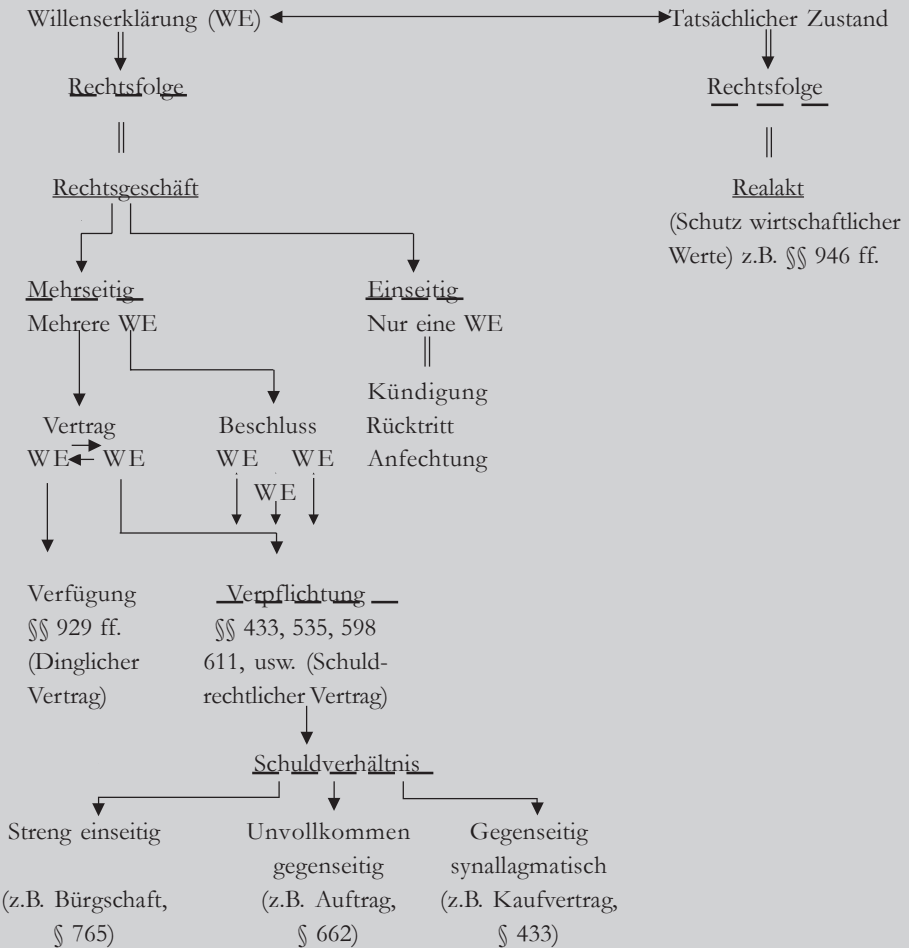 Willenserklärung (WE) Tatsächlicher Zustand
Rechtsfolge Rechtsfolge
Rechtsgeschäft Realakt
(Schutz wirtschaftlicher
Werte) z.B. §§ 946 ff.
Mehrseitig Einseitig
Mehrere WE Nur eine WE
Kündigung
Vertrag Beschluss Rücktritt
WE WE WE WE Anfechtung
WE
Verfügung Verpflichtung
§§ 929 ff. §§ 433, 535, 598
(Dinglicher 611, usw. (Schuld-
Vertrag) rechtlicher Vertrag)
Schuldverhältnis
Streng einseitig Unvollkommen Gegenseitig
gegenseitig synallagmatisch
(z.B. Bürgschaft, (z.B. Auftrag, (z.B. Kaufvertrag,
§ 765) § 662) § 433)